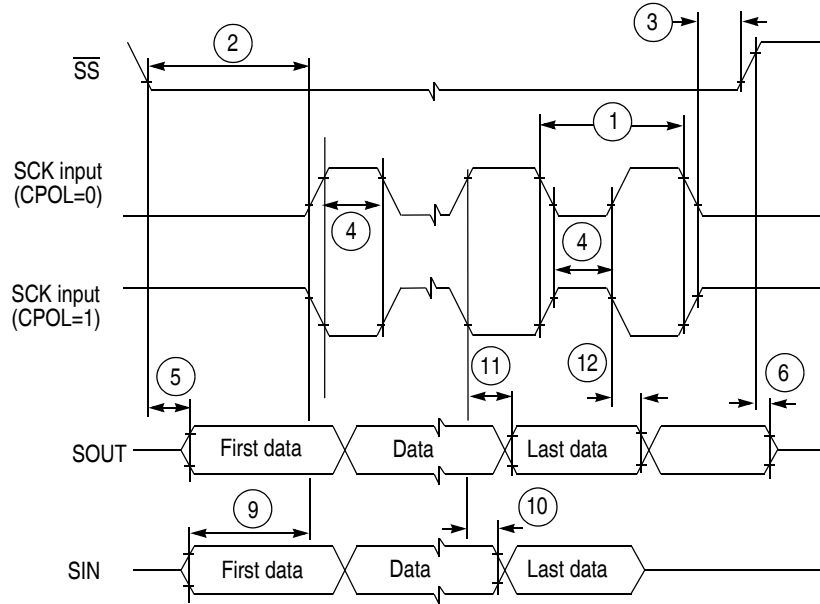 2
3
SS
1
SCK input
(CPOL=0)
4
4
SCK input
(CPOL=1)
5
11
12
6
SOUT
First data
Data
Last data
9
10
SIN
First data
Data
Last data